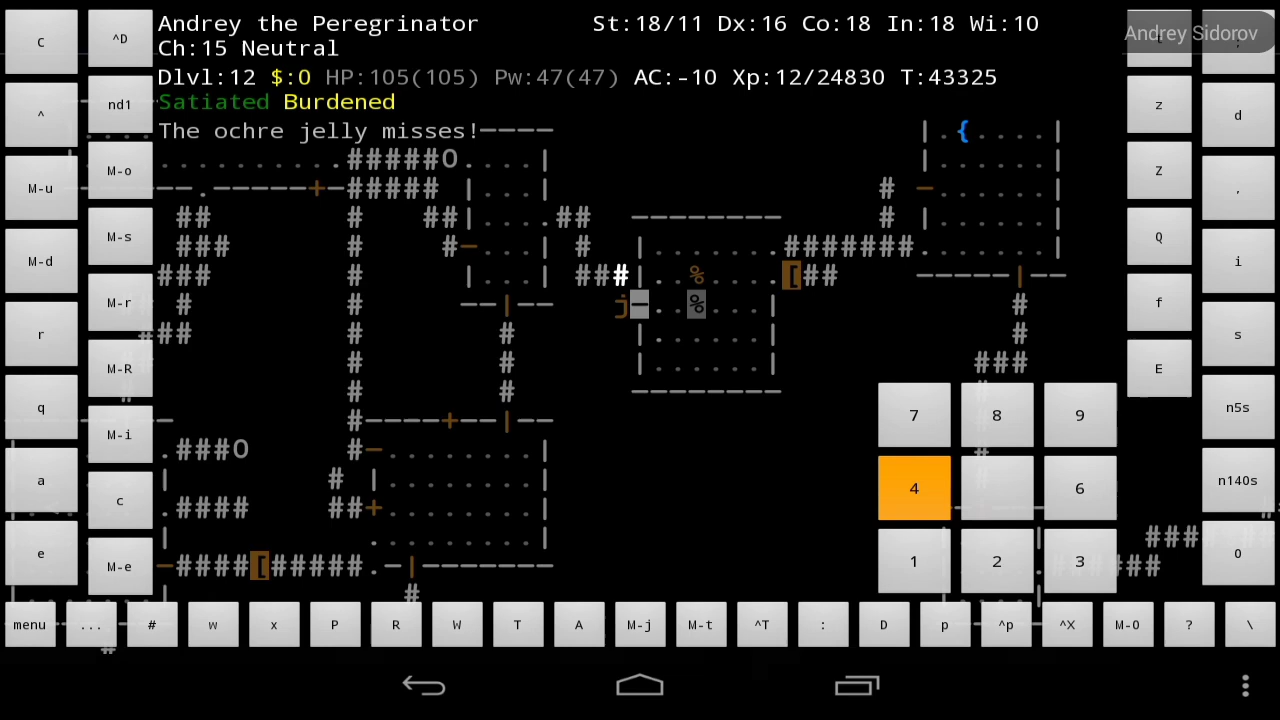 Andrey the Peregrinator St:18/11 Dx:16 Co:18 In:18 Wi:10
Ch:15 Neutral
Dlvl:12 $:0 HP:105(105) Pw:47(47) AC:-10 Xp:12/24830 T:43325
Satiated Burdened
The ochre jelly misses!
Andrey Sidorov
c ^D
^ nd1
M-u M-o
M-d M-s
r M-r
q M-R
a M-i
e c
M-e
z d
Z ,
Q i
f s
E n5s
n140s
0
7 8 9
4 6
1 2 3
menu ... # w x P R W T A M-j M-t ^T : D p ^p ^X M-O ? \